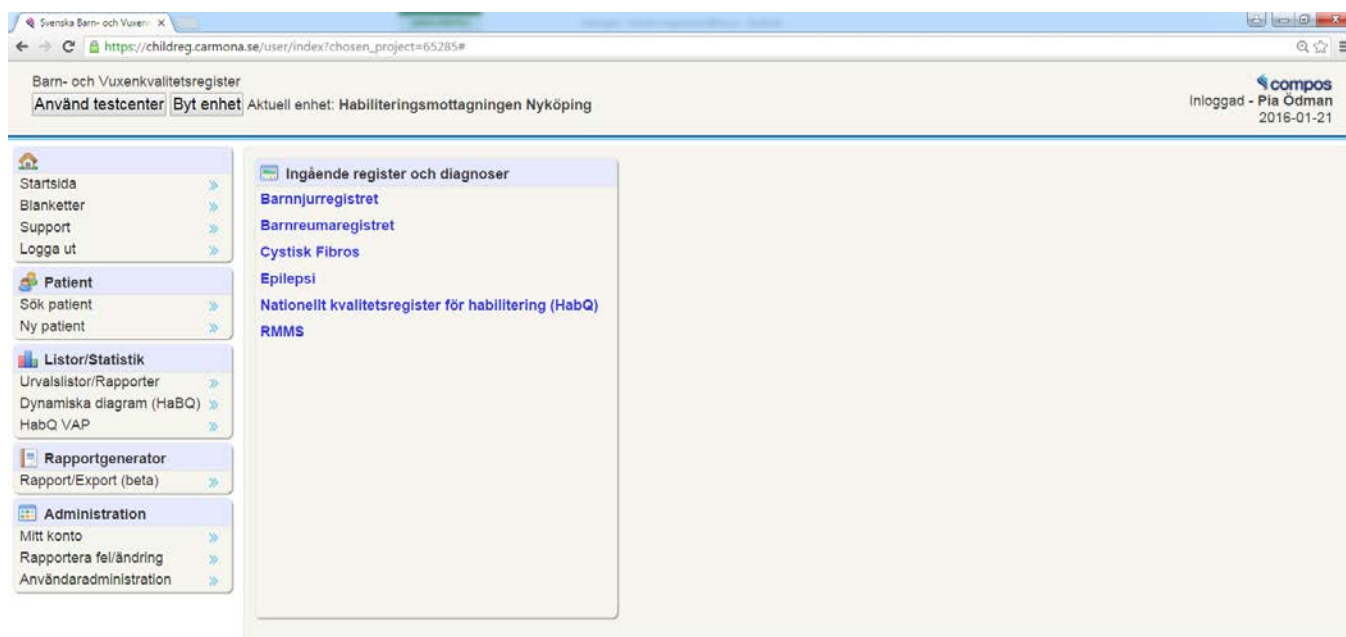 Svenska Barn- och Vuxen
https://childreg.carmona.se/user/index?chosen_project=65285#
Barn- och Vuxenkvalitetsregister
Använd testcenter Byt enhet Aktuell enhet: Habiliteringsmottagningen Nyköping
compos
Inloggad - Pia Ödman
2016-01-21
Startsida
Blanketter
Support
Logga ut
Patient
Sök patient
Ny patient
Listor/Statistik
Urvalslistor/Rapporter
Dynamiska diagram (HaBQ)
HabQ VAP
Rapportgenerator
Rapport/Export (beta)
Administration
Mitt konto
Rapportera fel/ändring
Användaradministration
Ingående register och diagnoser
Barnnjurregistret
Barnreumaregistret
Cystisk Fibros
Epilepsi
Nationellt kvalitetsregister för habilitering (HabQ)
RMMS